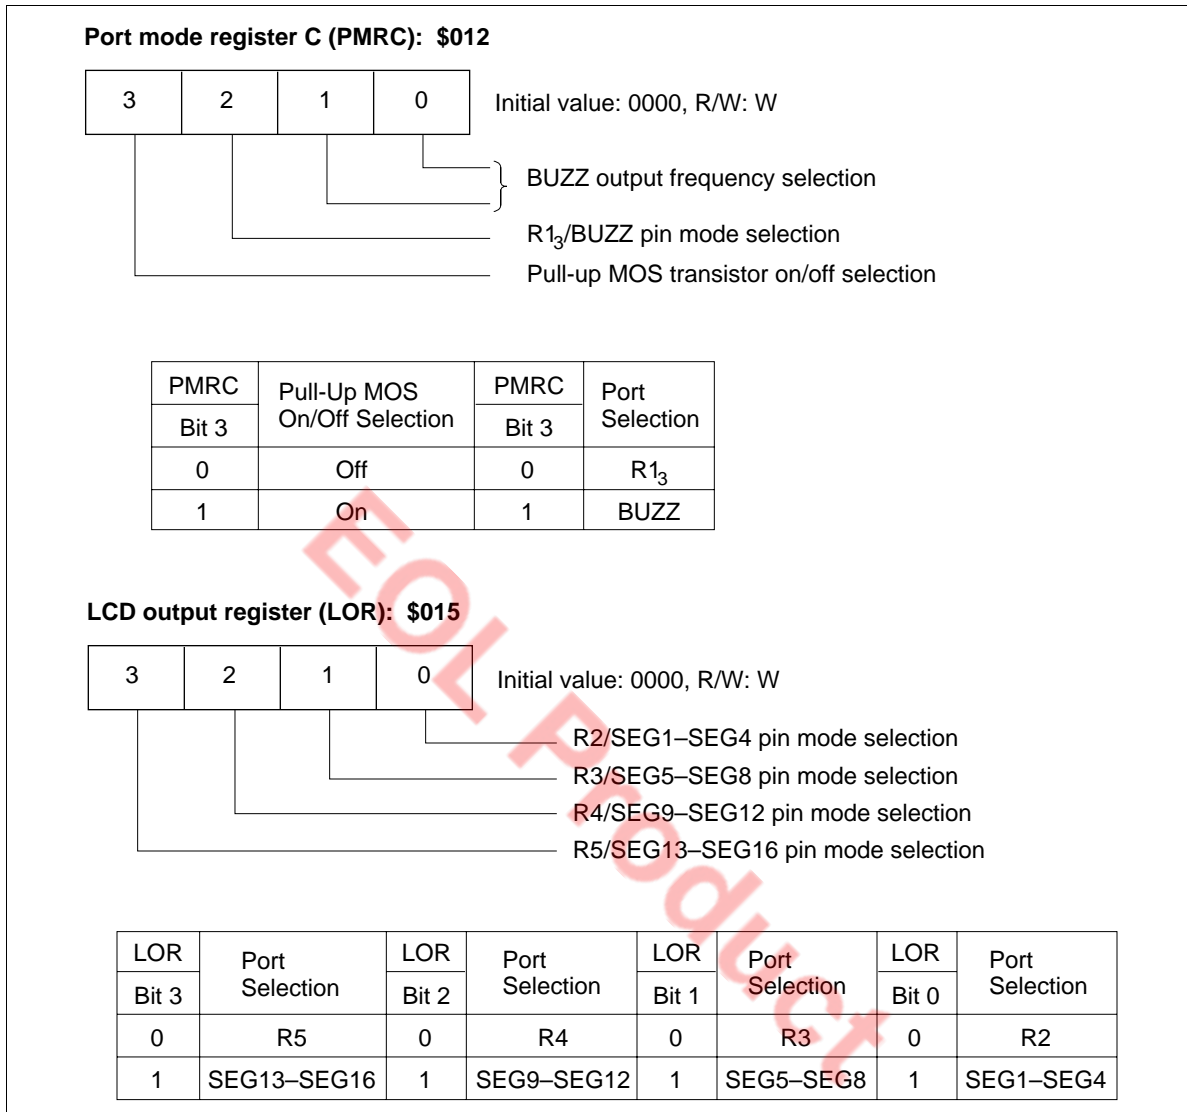 Port mode register C (PMRC): $012
3 2 1 0 Initial value: 0000, R/W: W
BUZZ output frequency selection
R1₃/BUZZ pin mode selection
Pull-up MOS transistor on/off selection
PMRC Pull-Up MOS On/Off Selection PMRC Port Selection
Bit 3 Bit 3
0 Off 0 R1₃
1 On 1 BUZZ
LCD output register (LOR): $015
3 2 1 0 Initial value: 0000, R/W: W
R2/SEG1–SEG4 pin mode selection
R3/SEG5–SEG8 pin mode selection
R4/SEG9–SEG12 pin mode selection
R5/SEG13–SEG16 pin mode selection
LOR Port Selection LOR Port Selection LOR Port Selection LOR Port Selection
Bit 3 Bit 2 Bit 1 Bit 0
0 R5 0 R4 0 R3 0 R2
1 SEG13–SEG16 1 SEG9–SEG12 1 SEG5–SEG8 1 SEG1–SEG4
EOL Product